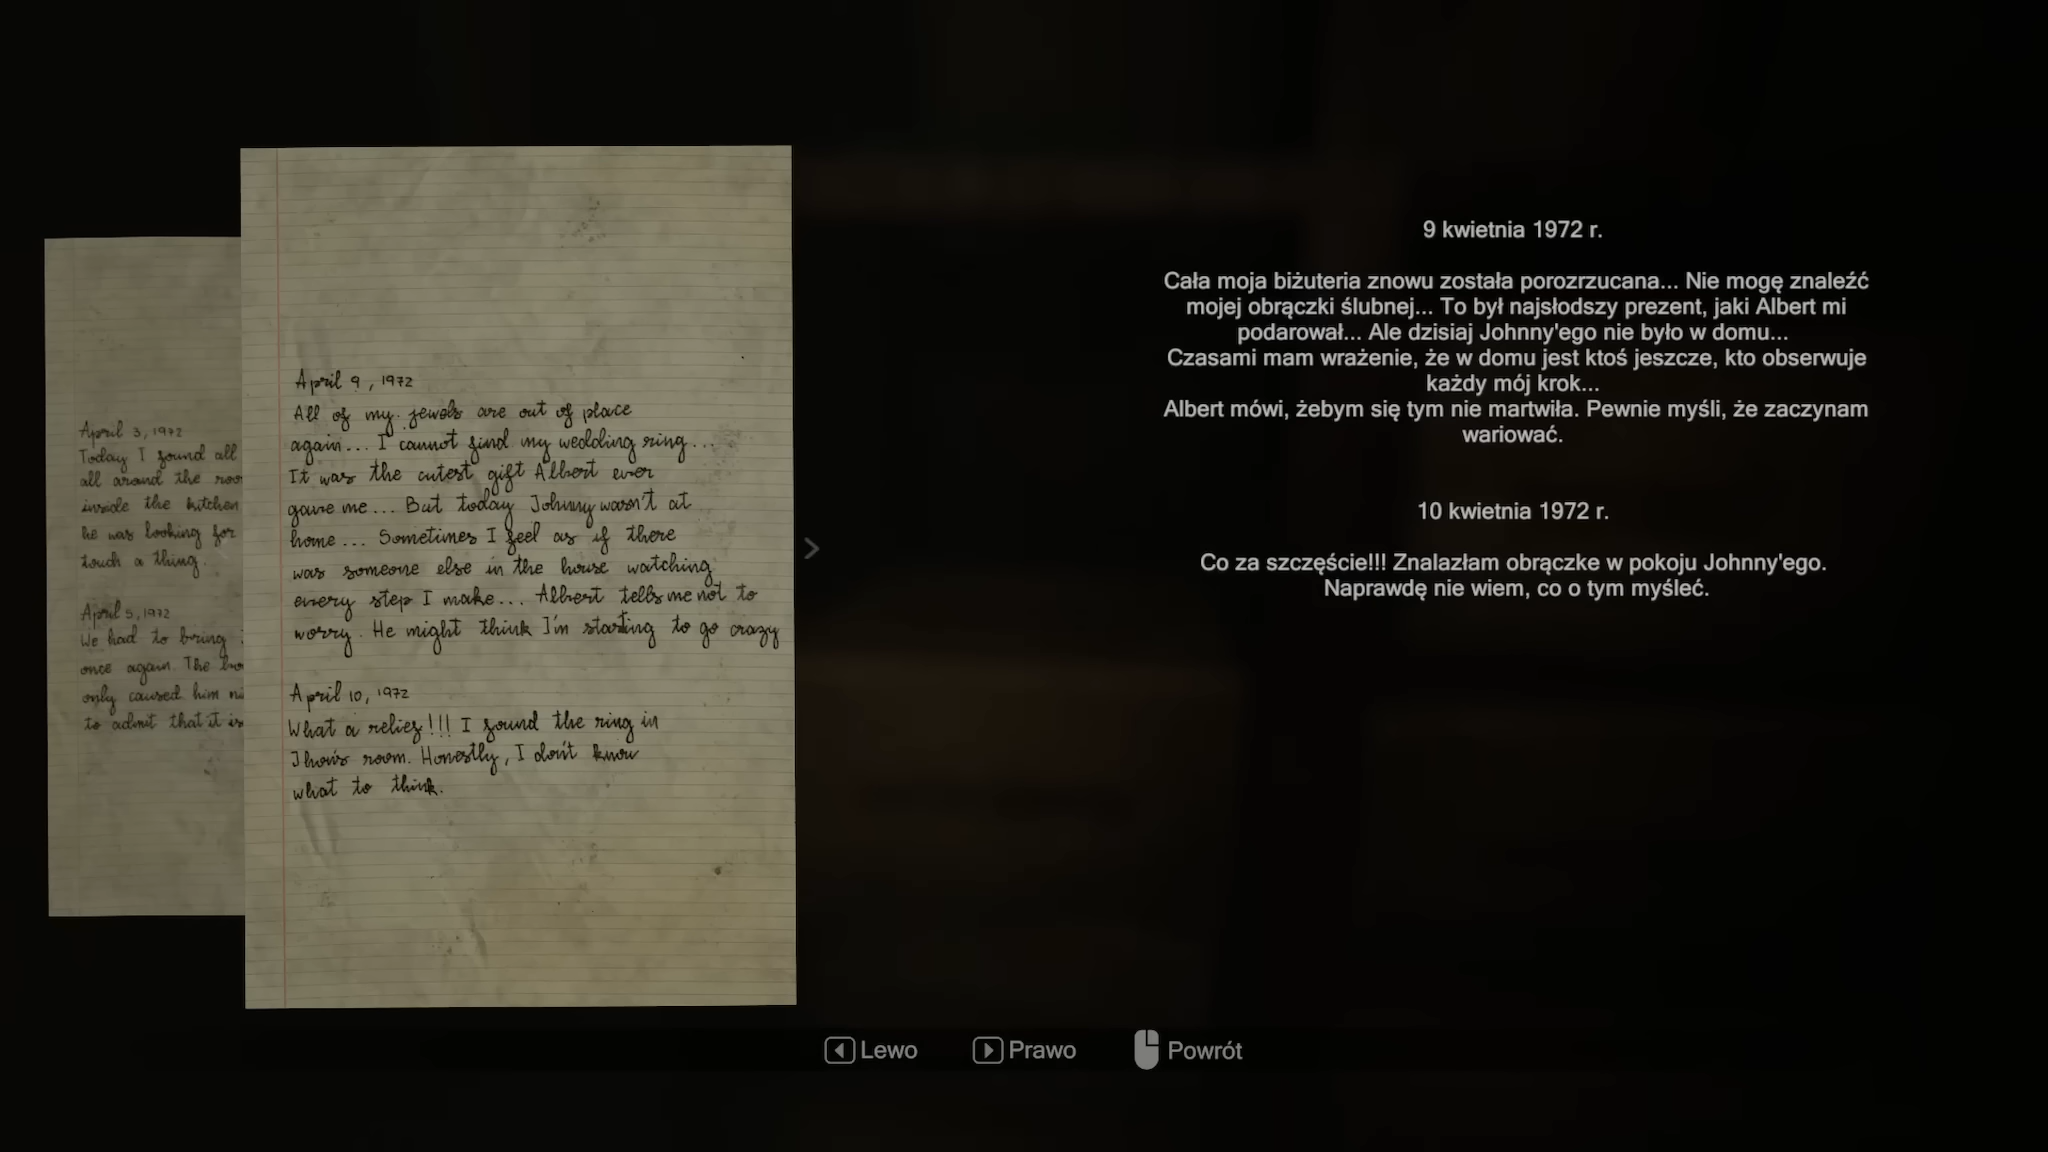 April 3, 1972
Today I found all
all around the roo
inside the kitchen
he was looking for
touch a thing.
April 5, 1972
We had to bring
once again. The
only caused him ni
to admit that it is
April 9, 1972
All of my jewels are out of place
again... I cannot find my wedding ring...
It was the cutest gift Albert ever
gave me... But today Johnny wasn't at
home... Sometimes I feel as if there
was someone else in the house watching
every step I make... Albert tells me not to
worry. He might think I'm starting to go crazy
April 10, 1972
What a relief!!! I found the ring in
Jhon's room. Honestly, I don't know
what to think.
9 kwietnia 1972 r.
Cała moja biżuteria znowu została porozrzucana... Nie mogę znaleźć
mojej obrączki ślubnej... To był najsłodszy prezent, jaki Albert mi
podarował... Ale dzisiaj Johnny'ego nie było w domu...
Czasami mam wrażenie, że w domu jest ktoś jeszcze, kto obserwuje
każdy mój krok...
Albert mówi, żebym się tym nie martwiła. Pewnie myśli, że zaczynam
wariować.
10 kwietnia 1972 r.
Co za szczęście!!! Znalazłam obrączke w pokoju Johnny'ego.
Naprawdę nie wiem, co o tym myśleć.
Lewo
Prawo
Powrót